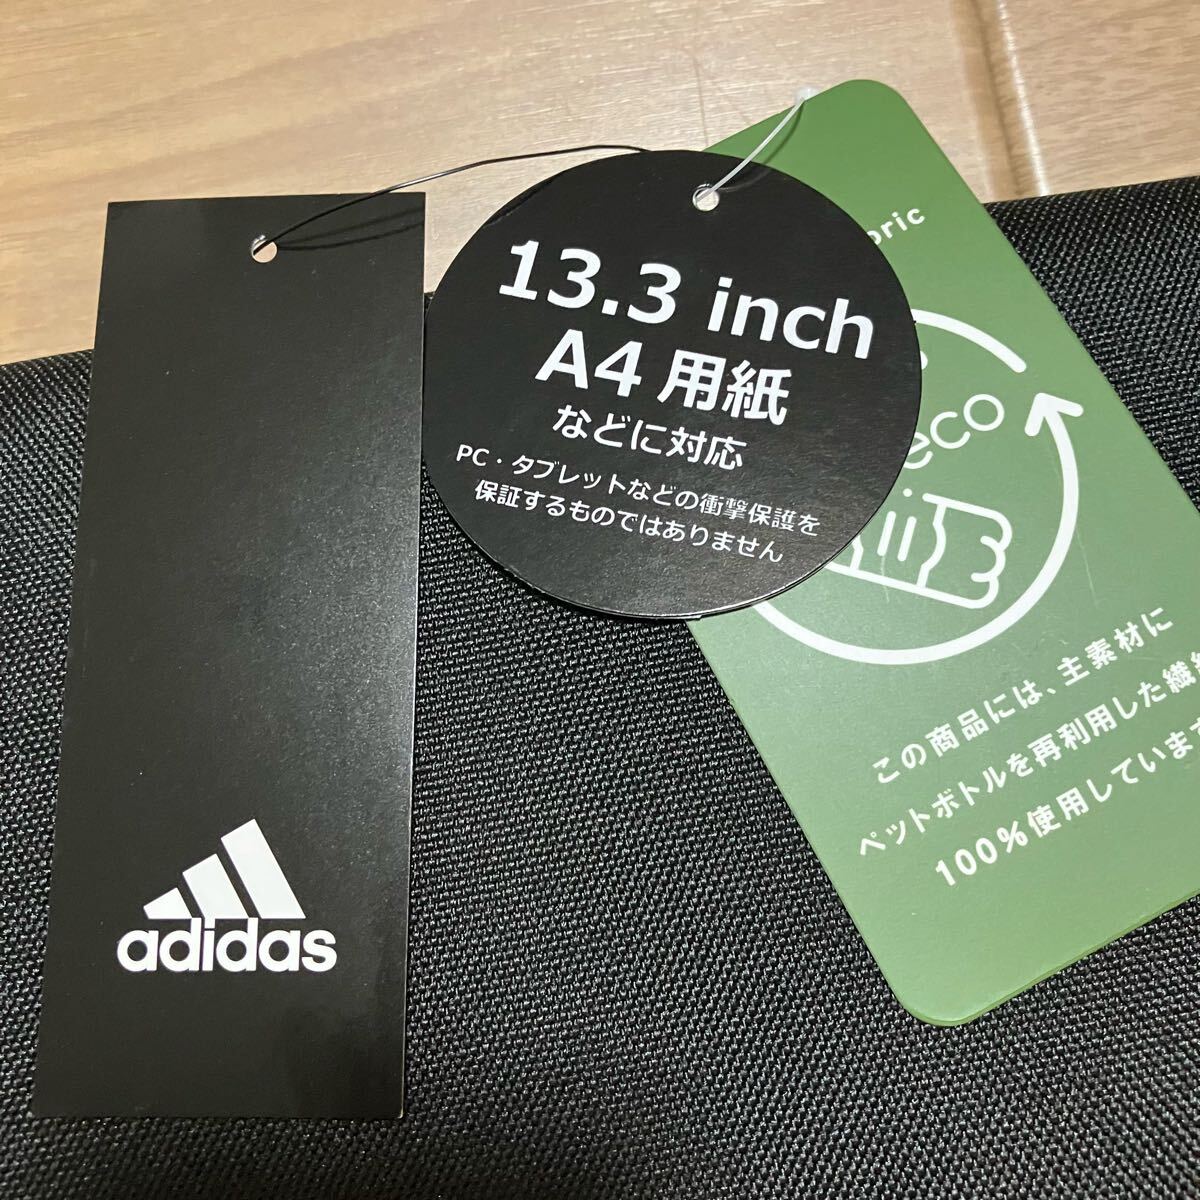 adidas
13.3 inch
A4 用紙
などに対応
PC・タブレットなどの衝撃保護を
保証するものではありません
eco
この商品には、主素材に
ペットボトルを再利用した繊
100%使用しています